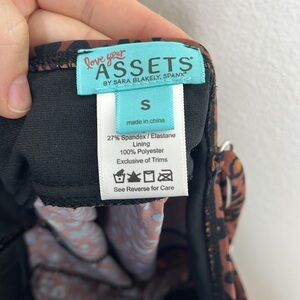 love your
ASSETS®
BY SARA BLAKELY, SPANX
S
made in china
27% Spandex / Elastane
Lining
100% Polyester
Exclusive of Trims
See Reverse for Care